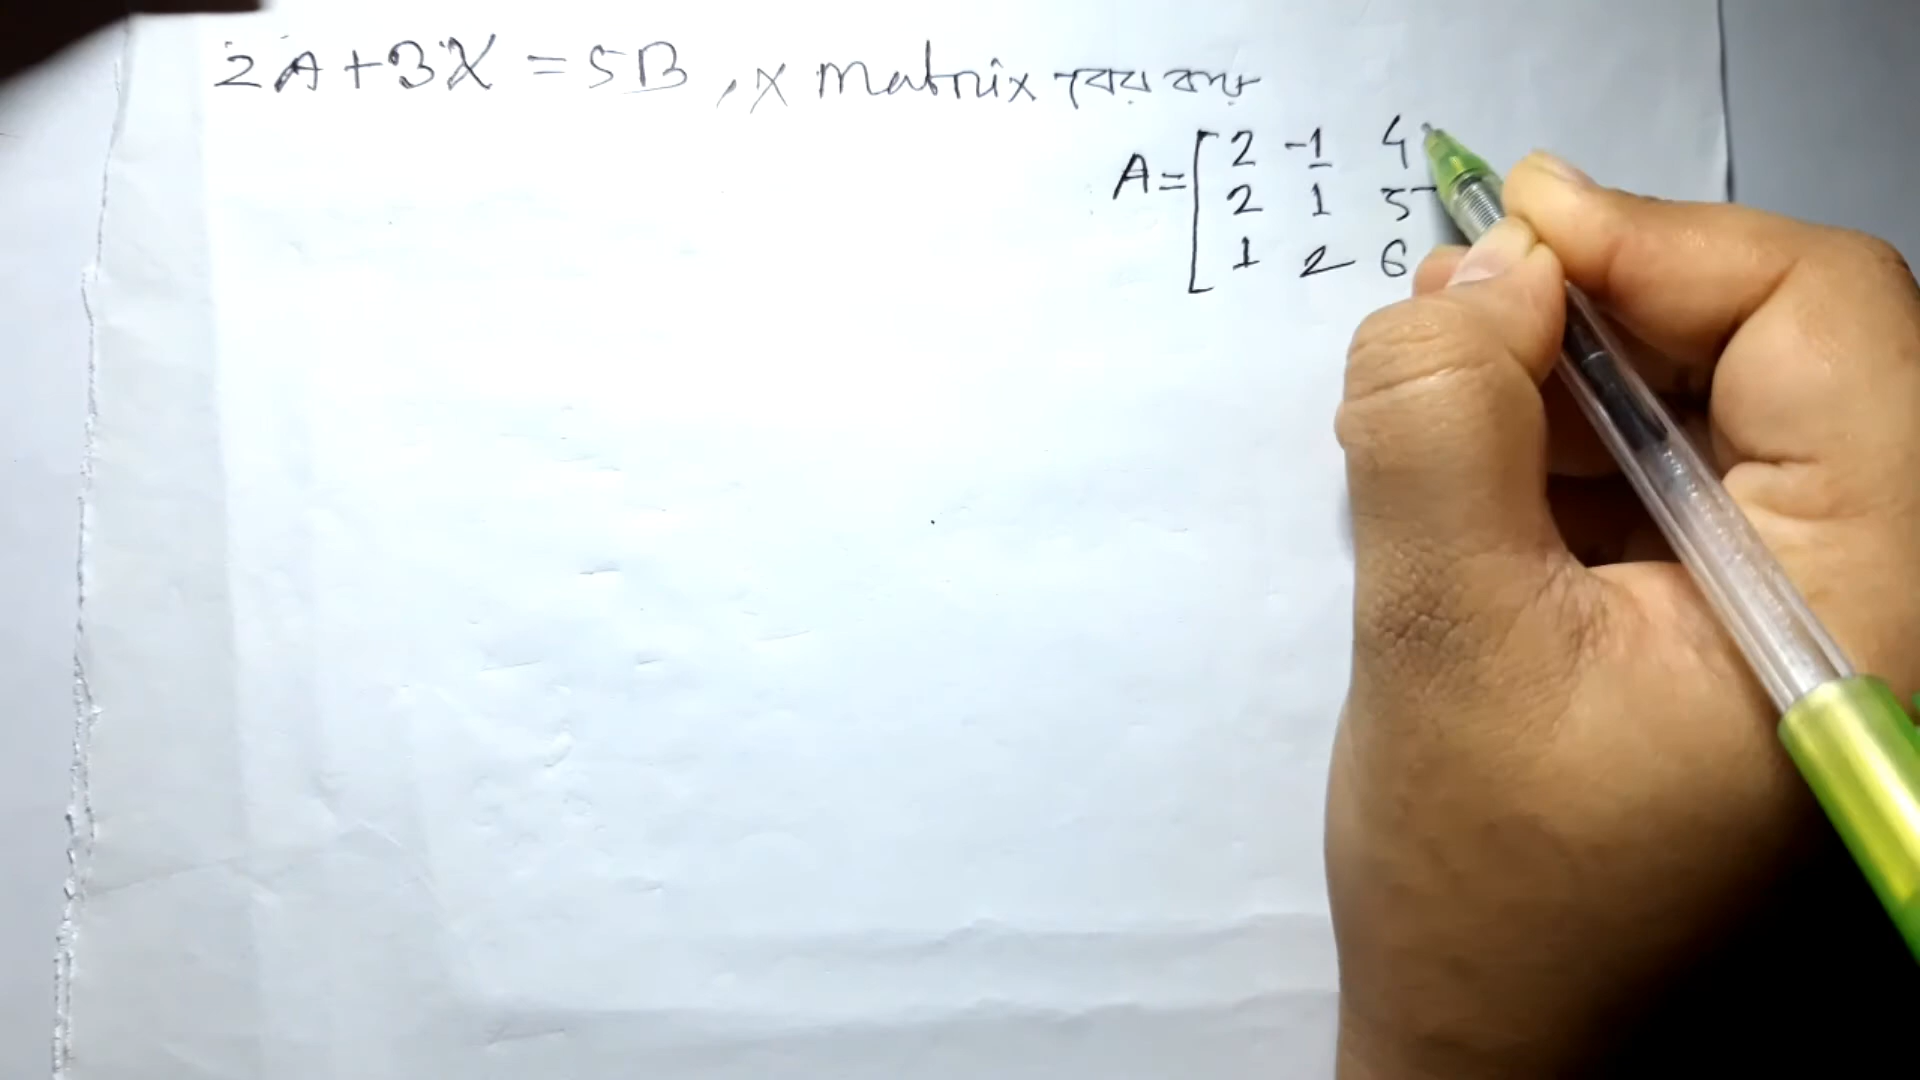 2A+3X = 5B, X Matrix বের কর
A = [ 2 -1 4
2 1 5
1 2 6